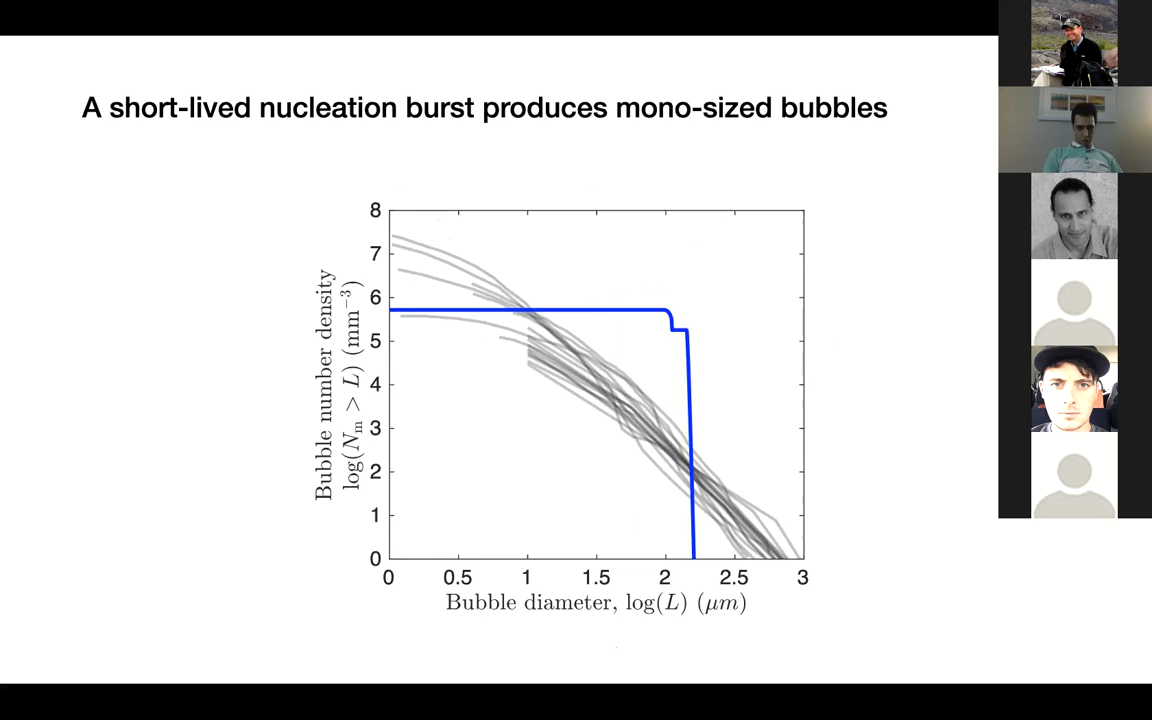 A short-lived nucleation burst produces mono-sized bubbles
Bubble number density
log(N_m > L) (mm^−3)
8
7
6
5
4
3
2
1
0
0 0.5 1 1.5 2 2.5 3
Bubble diameter, log(L) (μm)